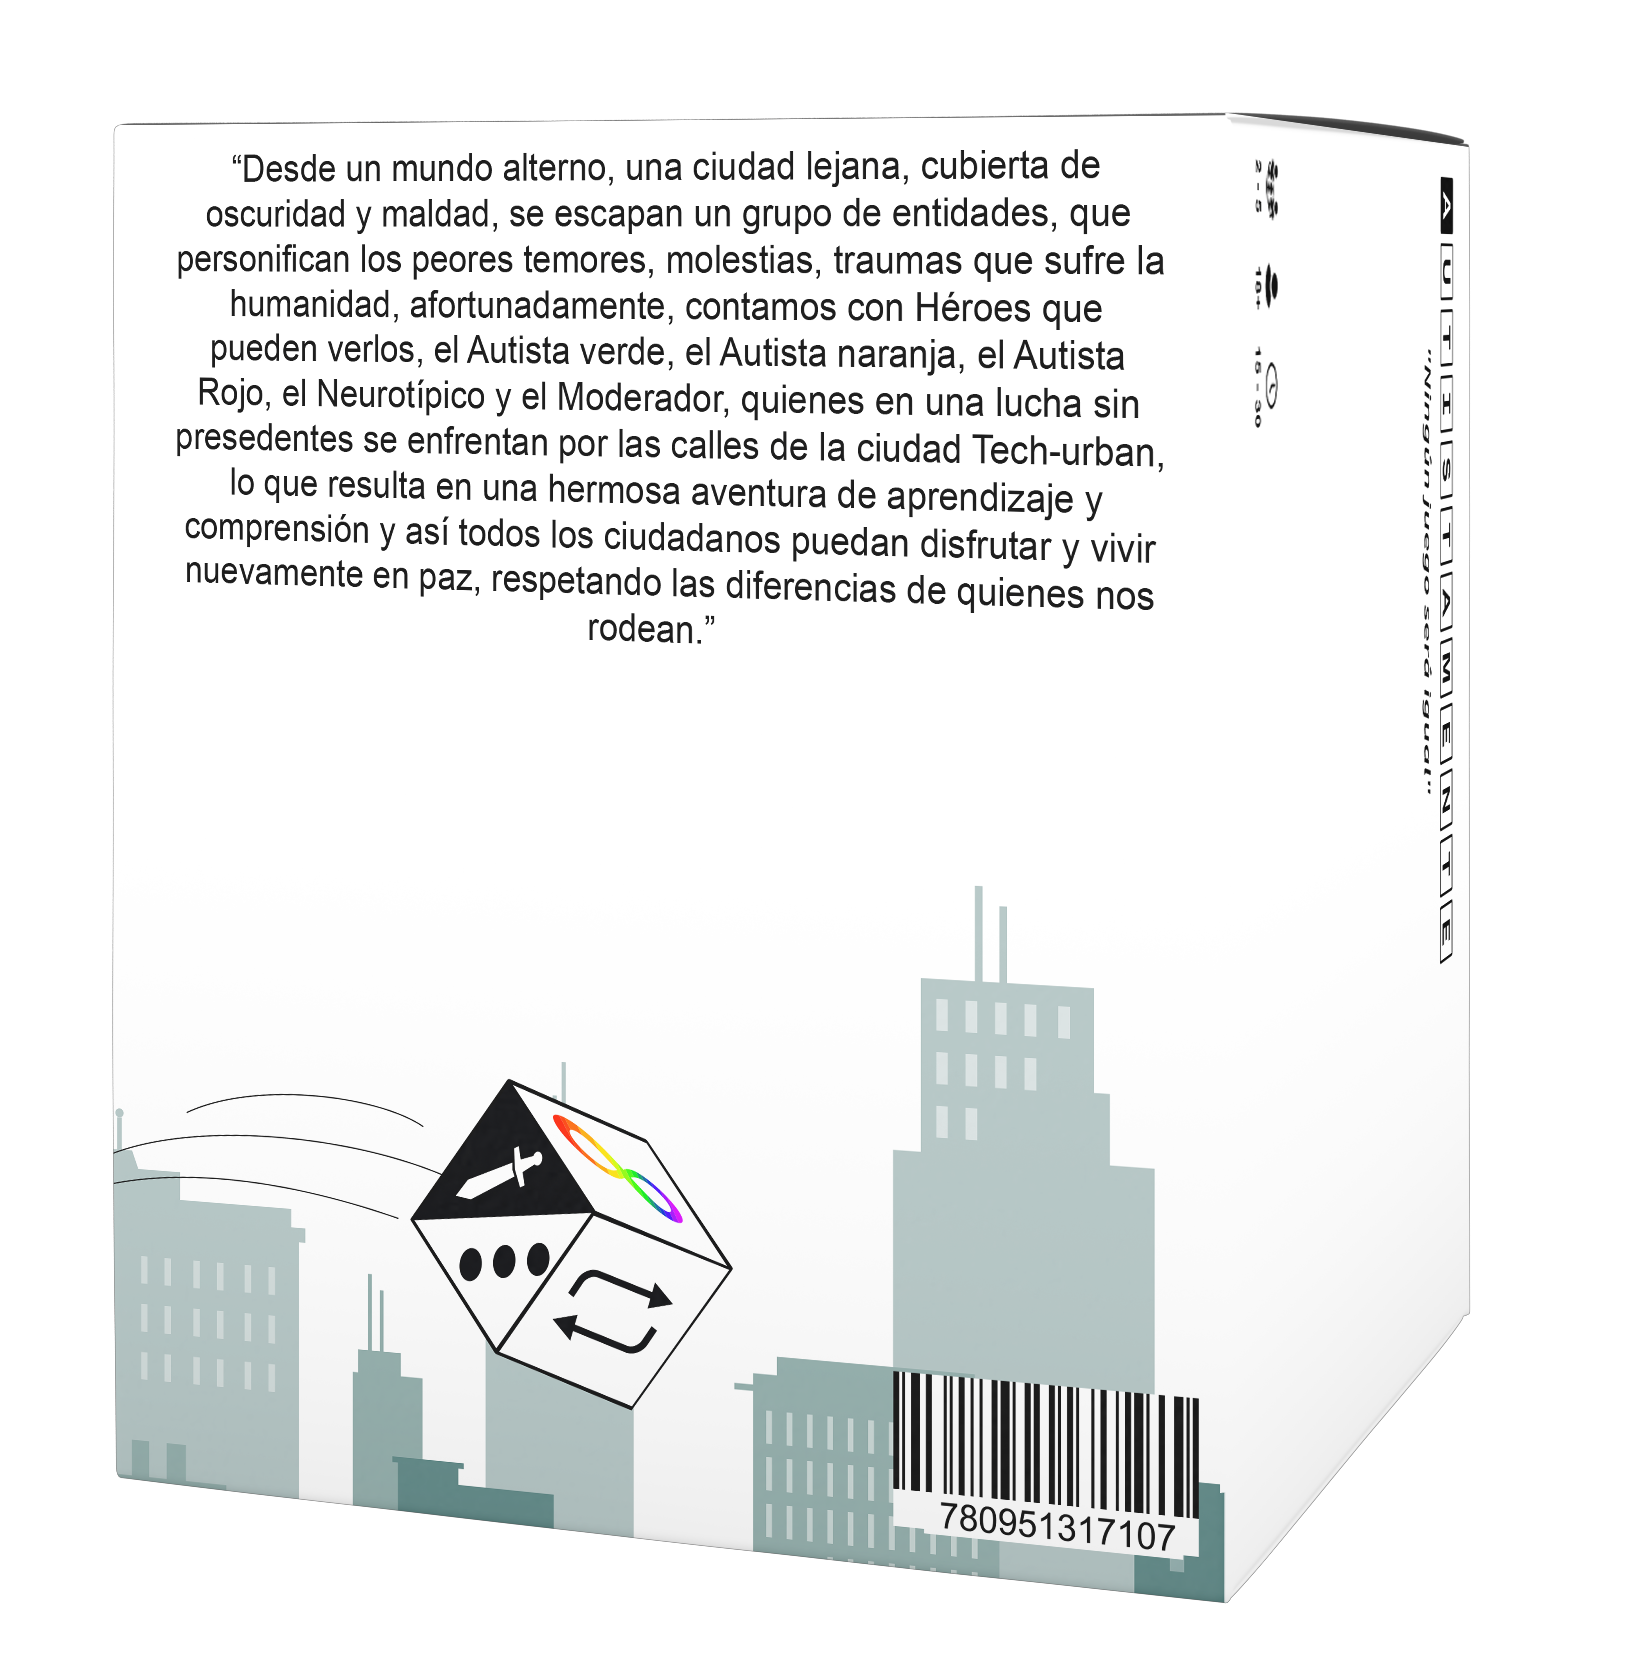 “Desde un mundo alterno, una ciudad lejana, cubierta de
oscuridad y maldad, se escapan un grupo de entidades, que
personifican los peores temores, molestias, traumas que sufre la
humanidad, afortunadamente, contamos con Héroes que
pueden verlos, el Autista verde, el Autista naranja, el Autista
Rojo, el Neurotípico y el Moderador, quienes en una lucha sin
presedentes se enfrentan por las calles de la ciudad Tech-urban,
lo que resulta en una hermosa aventura de aprendizaje y
comprensión y así todos los ciudadanos puedan disfrutar y vivir
nuevamente en paz, respetando las diferencias de quienes nos
rodean.”
780951317107
AUTISTAMENTE
“Ningún juego será igual”
2 - 5
18+
15 - 30